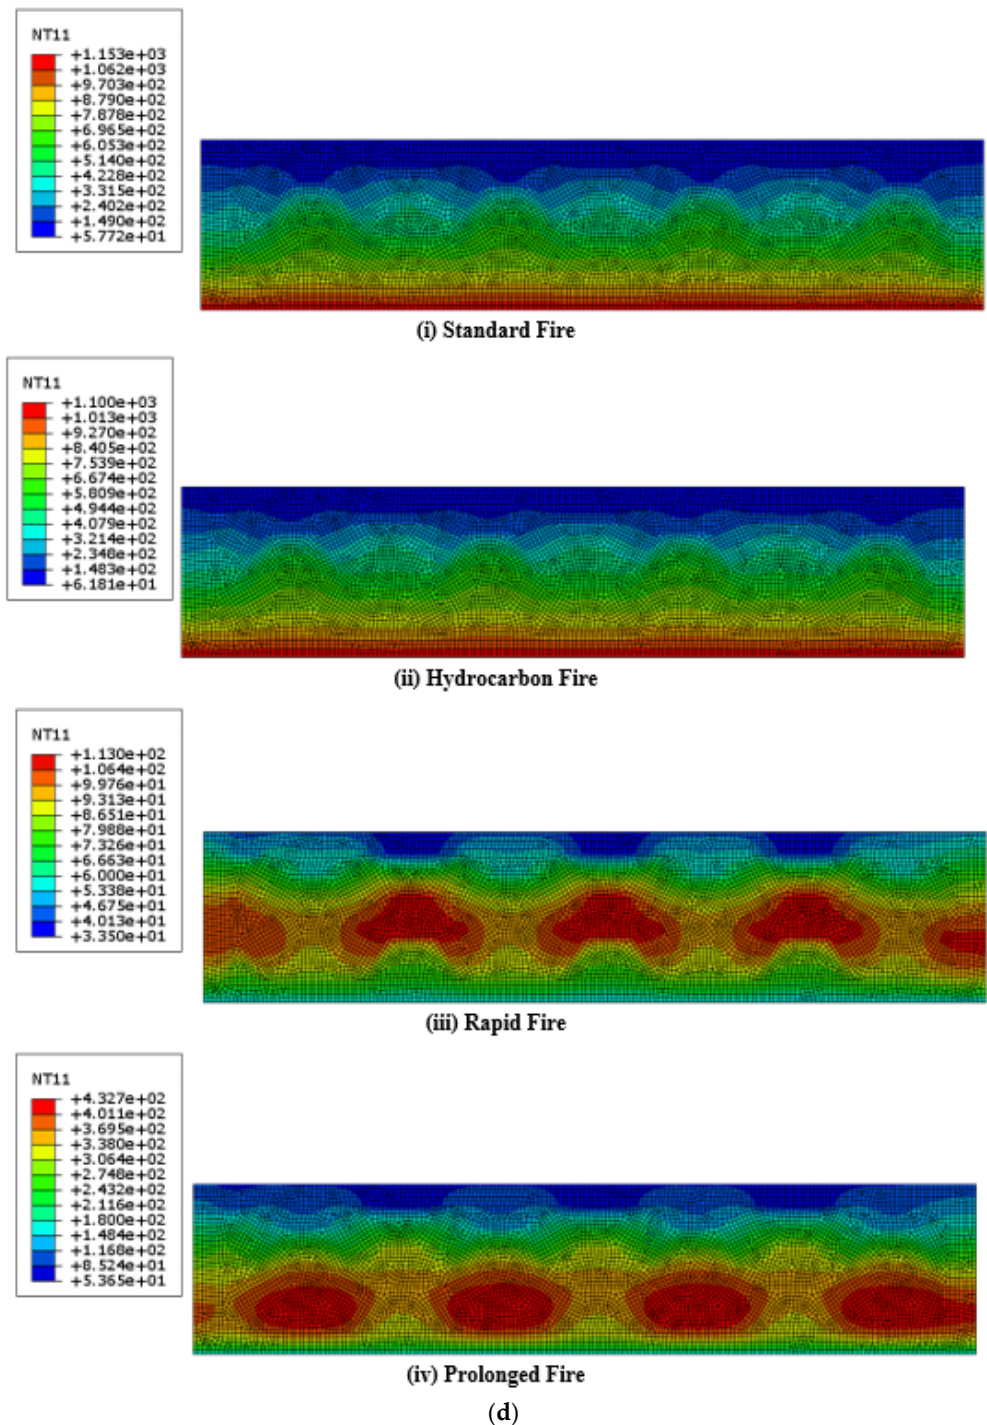 NT11
+1.153e+03
+1.062e+03
+9.703e+02
+8.790e+02
+7.878e+02
+6.965e+02
+6.053e+02
+5.140e+02
+4.228e+02
+3.315e+02
+2.402e+02
+1.490e+02
+5.772e+01
(i) Standard Fire
NT11
+1.100e+03
+1.013e+03
+9.270e+02
+8.405e+02
+7.539e+02
+6.674e+02
+5.809e+02
+4.944e+02
+4.079e+02
+3.214e+02
+2.348e+02
+1.483e+02
+6.181e+01
(ii) Hydrocarbon Fire
NT11
+1.130e+02
+1.064e+02
+9.976e+01
+9.313e+01
+8.651e+01
+7.988e+01
+7.326e+01
+6.663e+01
+6.000e+01
+5.338e+01
+4.675e+01
+4.013e+01
+3.350e+01
(iii) Rapid Fire
NT11
+4.327e+02
+4.011e+02
+3.695e+02
+3.380e+02
+3.064e+02
+2.748e+02
+2.432e+02
+2.116e+02
+1.800e+02
+1.484e+02
+1.168e+02
+8.524e+01
+5.365e+01
(iv) Prolonged Fire
(d)